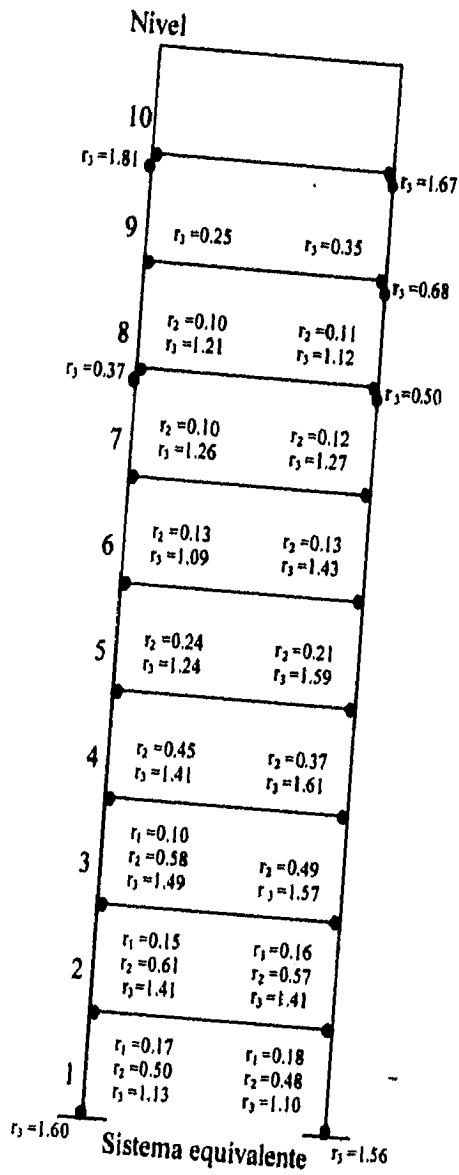 Nivel
10
r₃=1.81
r₃=1.67
9
r₃=0.25
r₃=0.35
r₃=0.68
8
r₂=0.10
r₃=1.21
r₂=0.11
r₃=1.12
r₃=0.37
r₃=0.50
7
r₂=0.10
r₃=1.26
r₂=0.12
r₃=1.27
6
r₂=0.13
r₃=1.09
r₂=0.13
r₃=1.43
5
r₂=0.24
r₃=1.24
r₂=0.21
r₃=1.59
4
r₂=0.45
r₃=1.41
r₂=0.37
r₃=1.61
3
r₁=0.10
r₂=0.58
r₃=1.49
r₂=0.49
r₃=1.57
2
r₁=0.15
r₂=0.61
r₃=1.41
r₁=0.16
r₂=0.57
r₃=1.41
1
r₁=0.17
r₂=0.50
r₃=1.13
r₁=0.18
r₂=0.48
r₃=1.10
r₃=1.60
r₃=1.56
Sistema equivalente